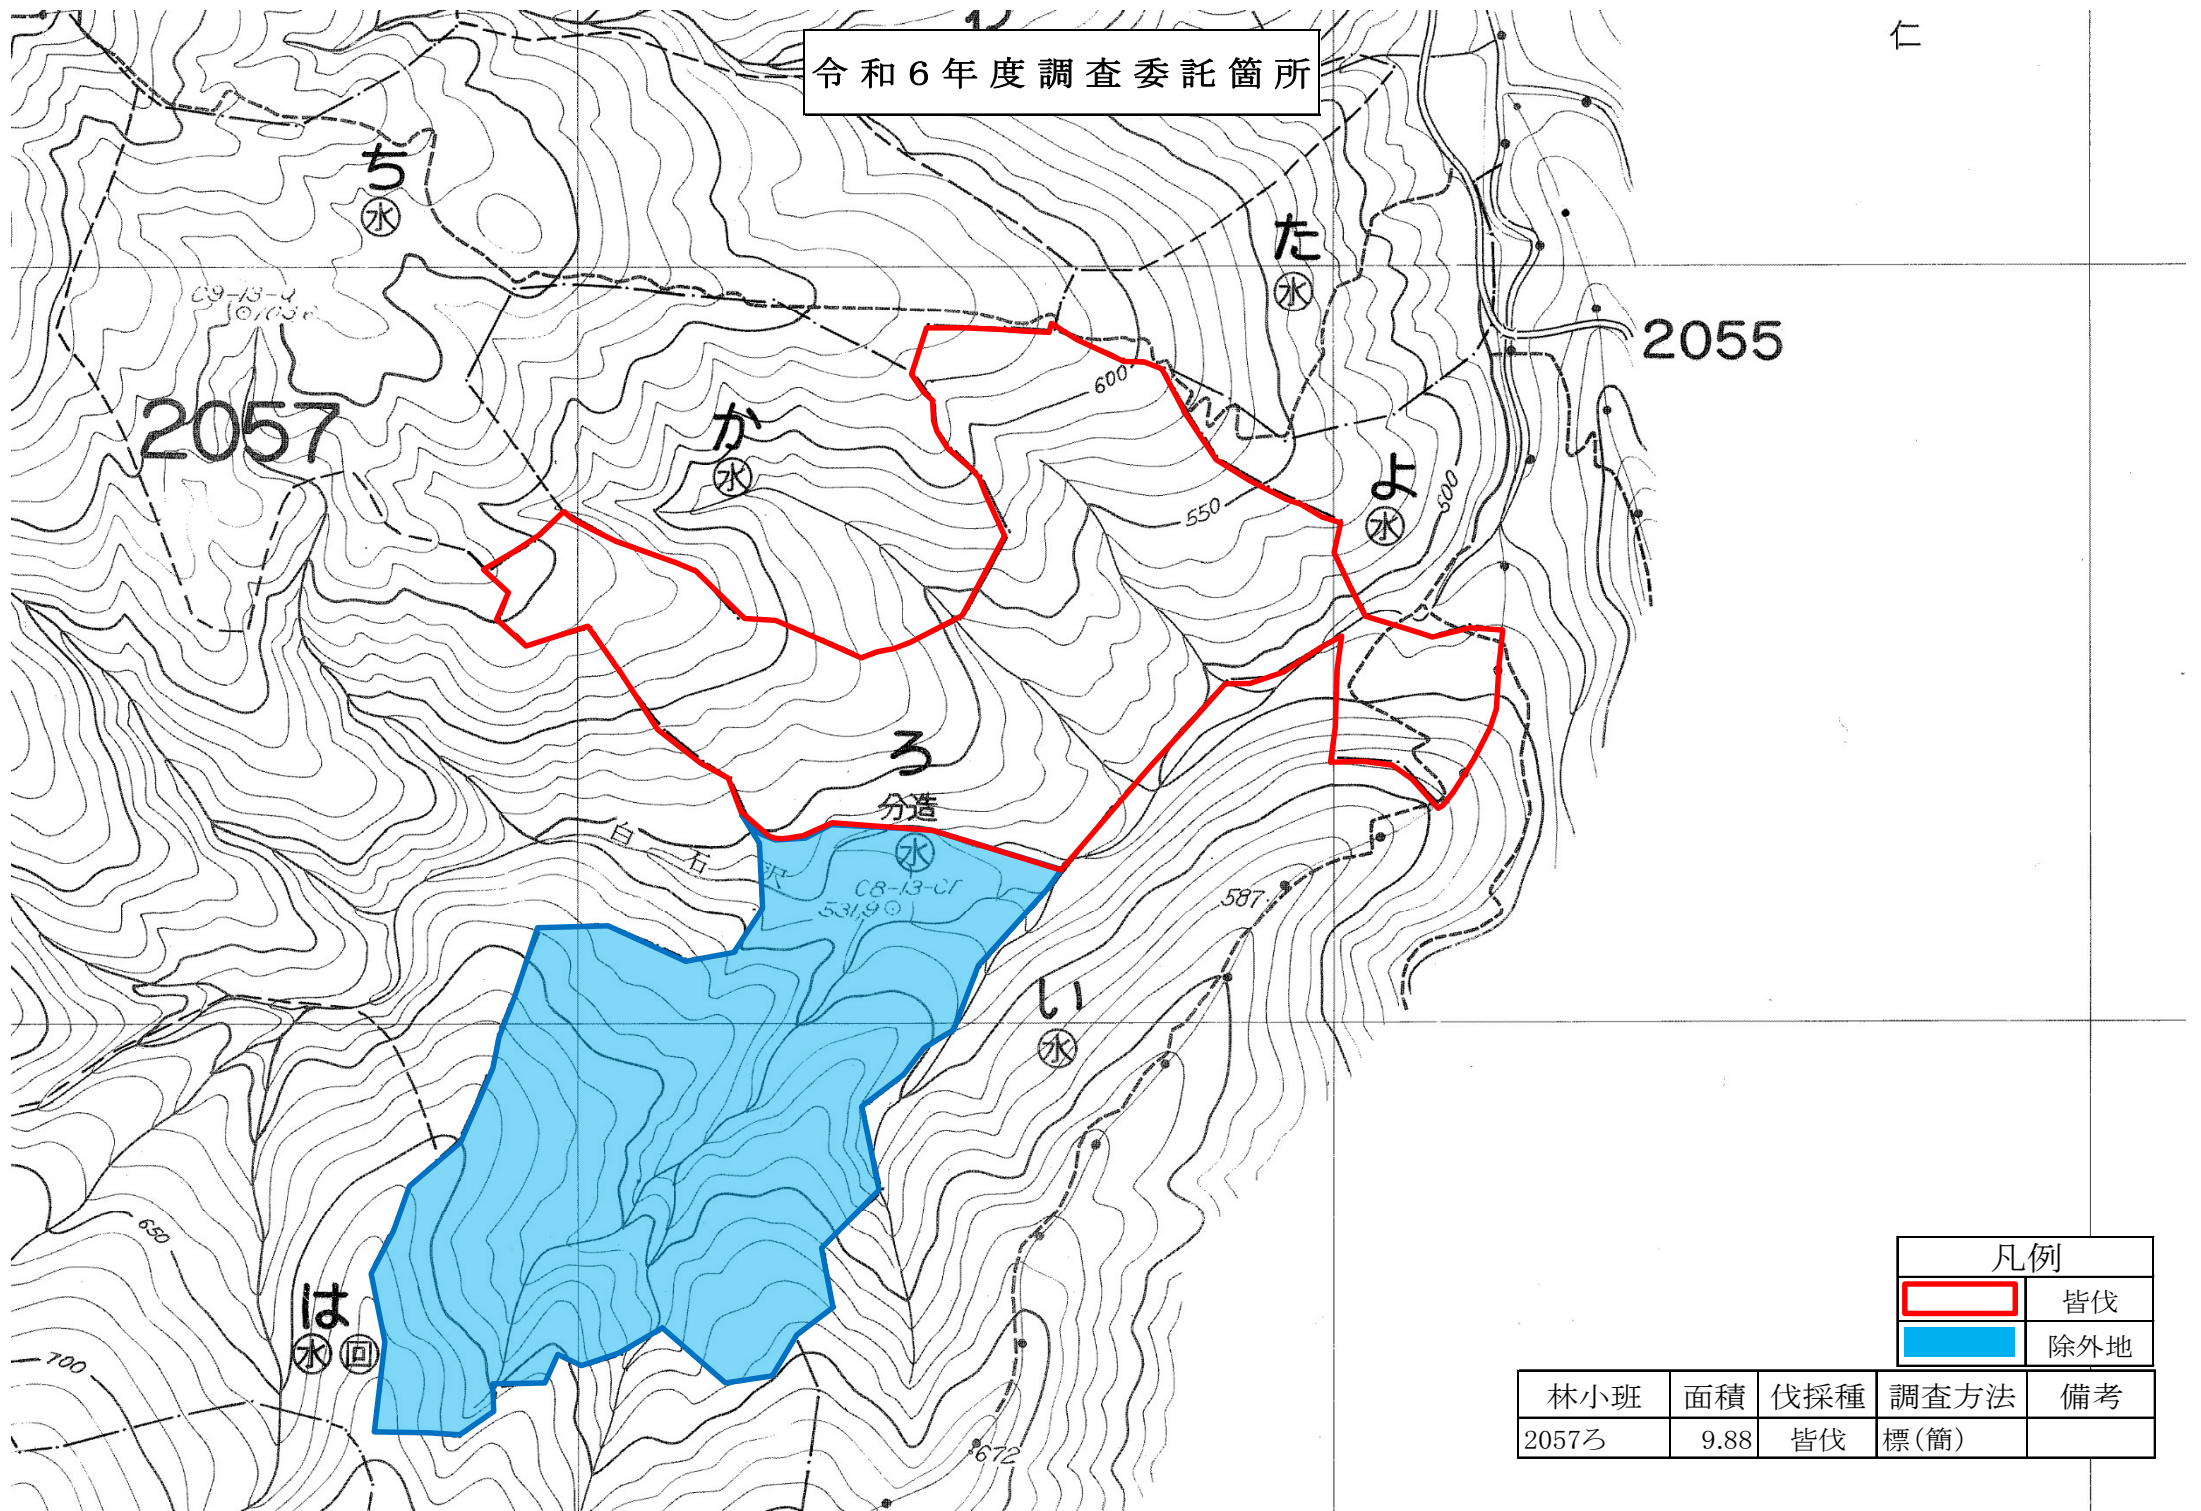 仁
令和6年度調査委託箇所
ち
水
た
水
2055
2057
か
水
600
よ
水
550
600
ろ
分造
水
白石沢
C8-13-CT
531.9
587
い
水
650
は
水 回
700
672
凡例
皆伐
除外地
林小班 面積 伐採種 調査方法 備考
2057ろ 9.88 皆伐 標(簡)